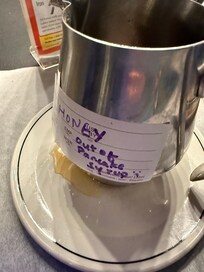 HONEY
out of
Pancake
syrup